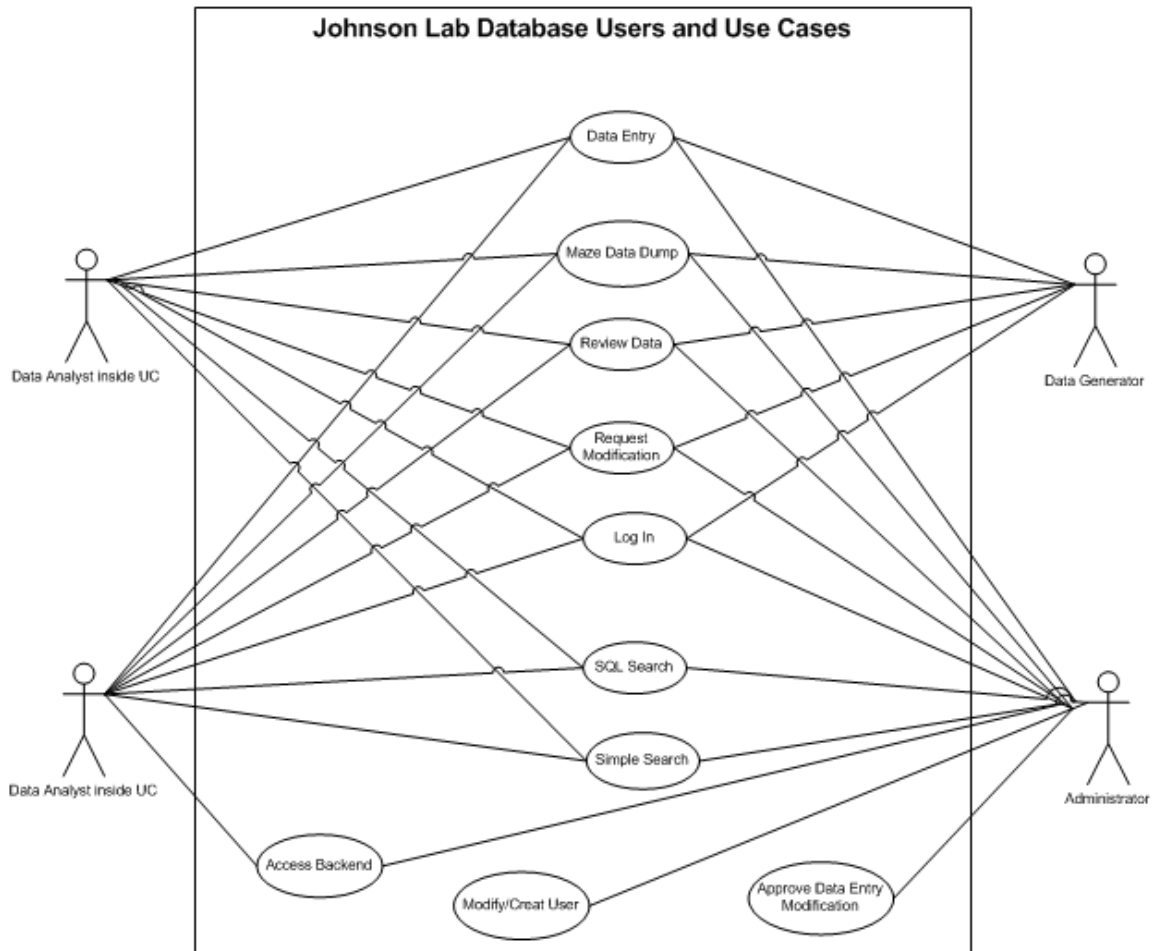 Johnson Lab Database Users and Use Cases
Data Entry
Maze Data Dump
Review Data
Data Analyst inside UC
Data Generator
Request
Modification
Log In
SQL Search
Simple Search
Data Analyst inside UC
Administrator
Access Backend
Modify/Creat User
Approve Data Entry
Modification